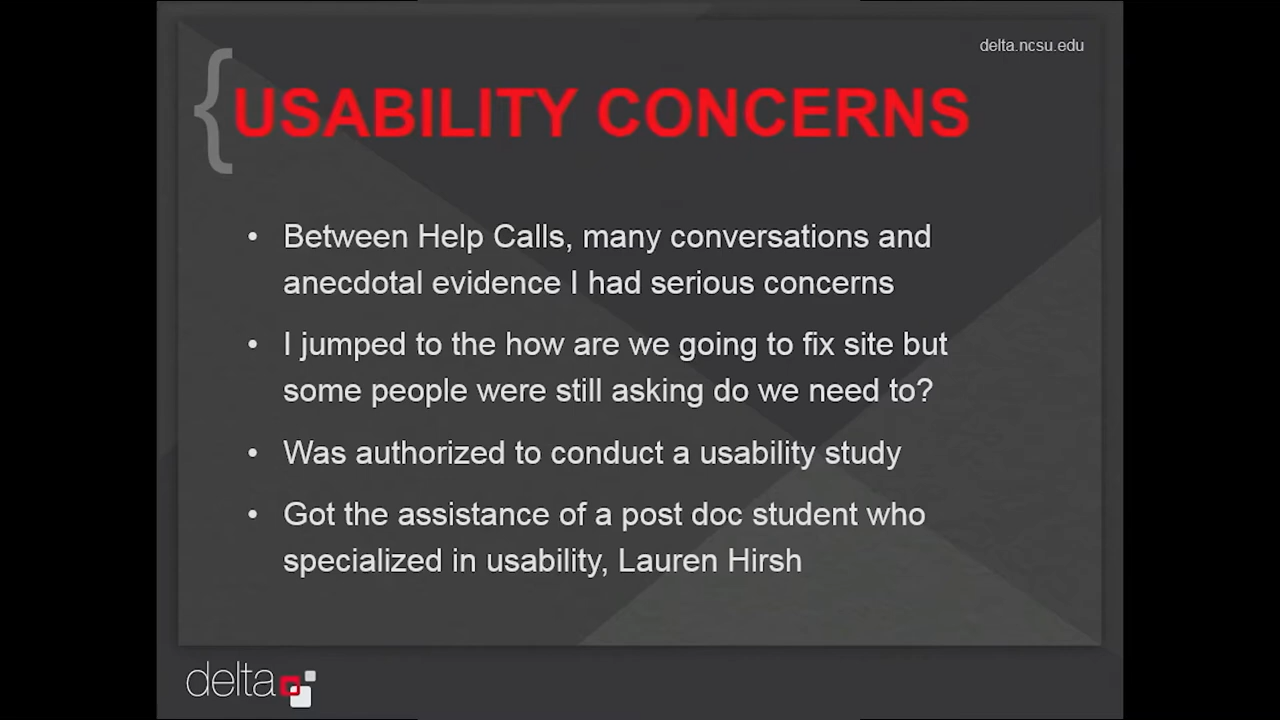 delta.ncsu.edu
{USABILITY CONCERNS
• Between Help Calls, many conversations and
anecdotal evidence I had serious concerns
• I jumped to the how are we going to fix site but
some people were still asking do we need to?
• Was authorized to conduct a usability study
• Got the assistance of a post doc student who
specialized in usability, Lauren Hirsh
delta